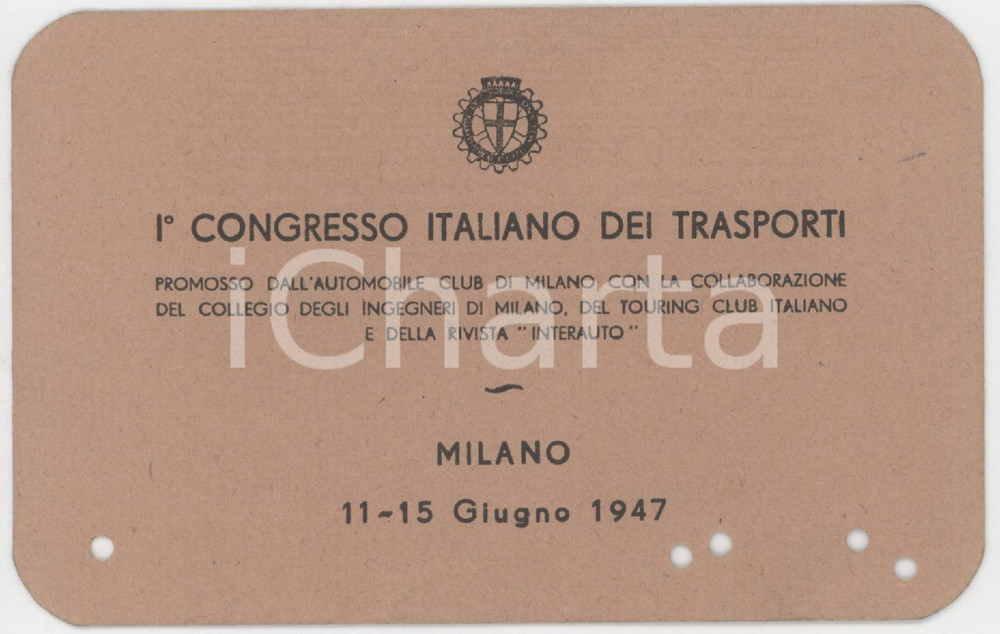 I° CONGRESSO ITALIANO DEI TRASPORTI
PROMOSSO DALL'AUTOMOBILE CLUB DI MILANO CON LA COLLABORAZIONE
DEL COLLEGIO DEGLI INGEGNERI DI MILANO, DEL TOURING CLUB ITALIANO
E DELLA RIVISTA "INTERAUTO"
iCharta
MILANO
11-15 Giugno 1947